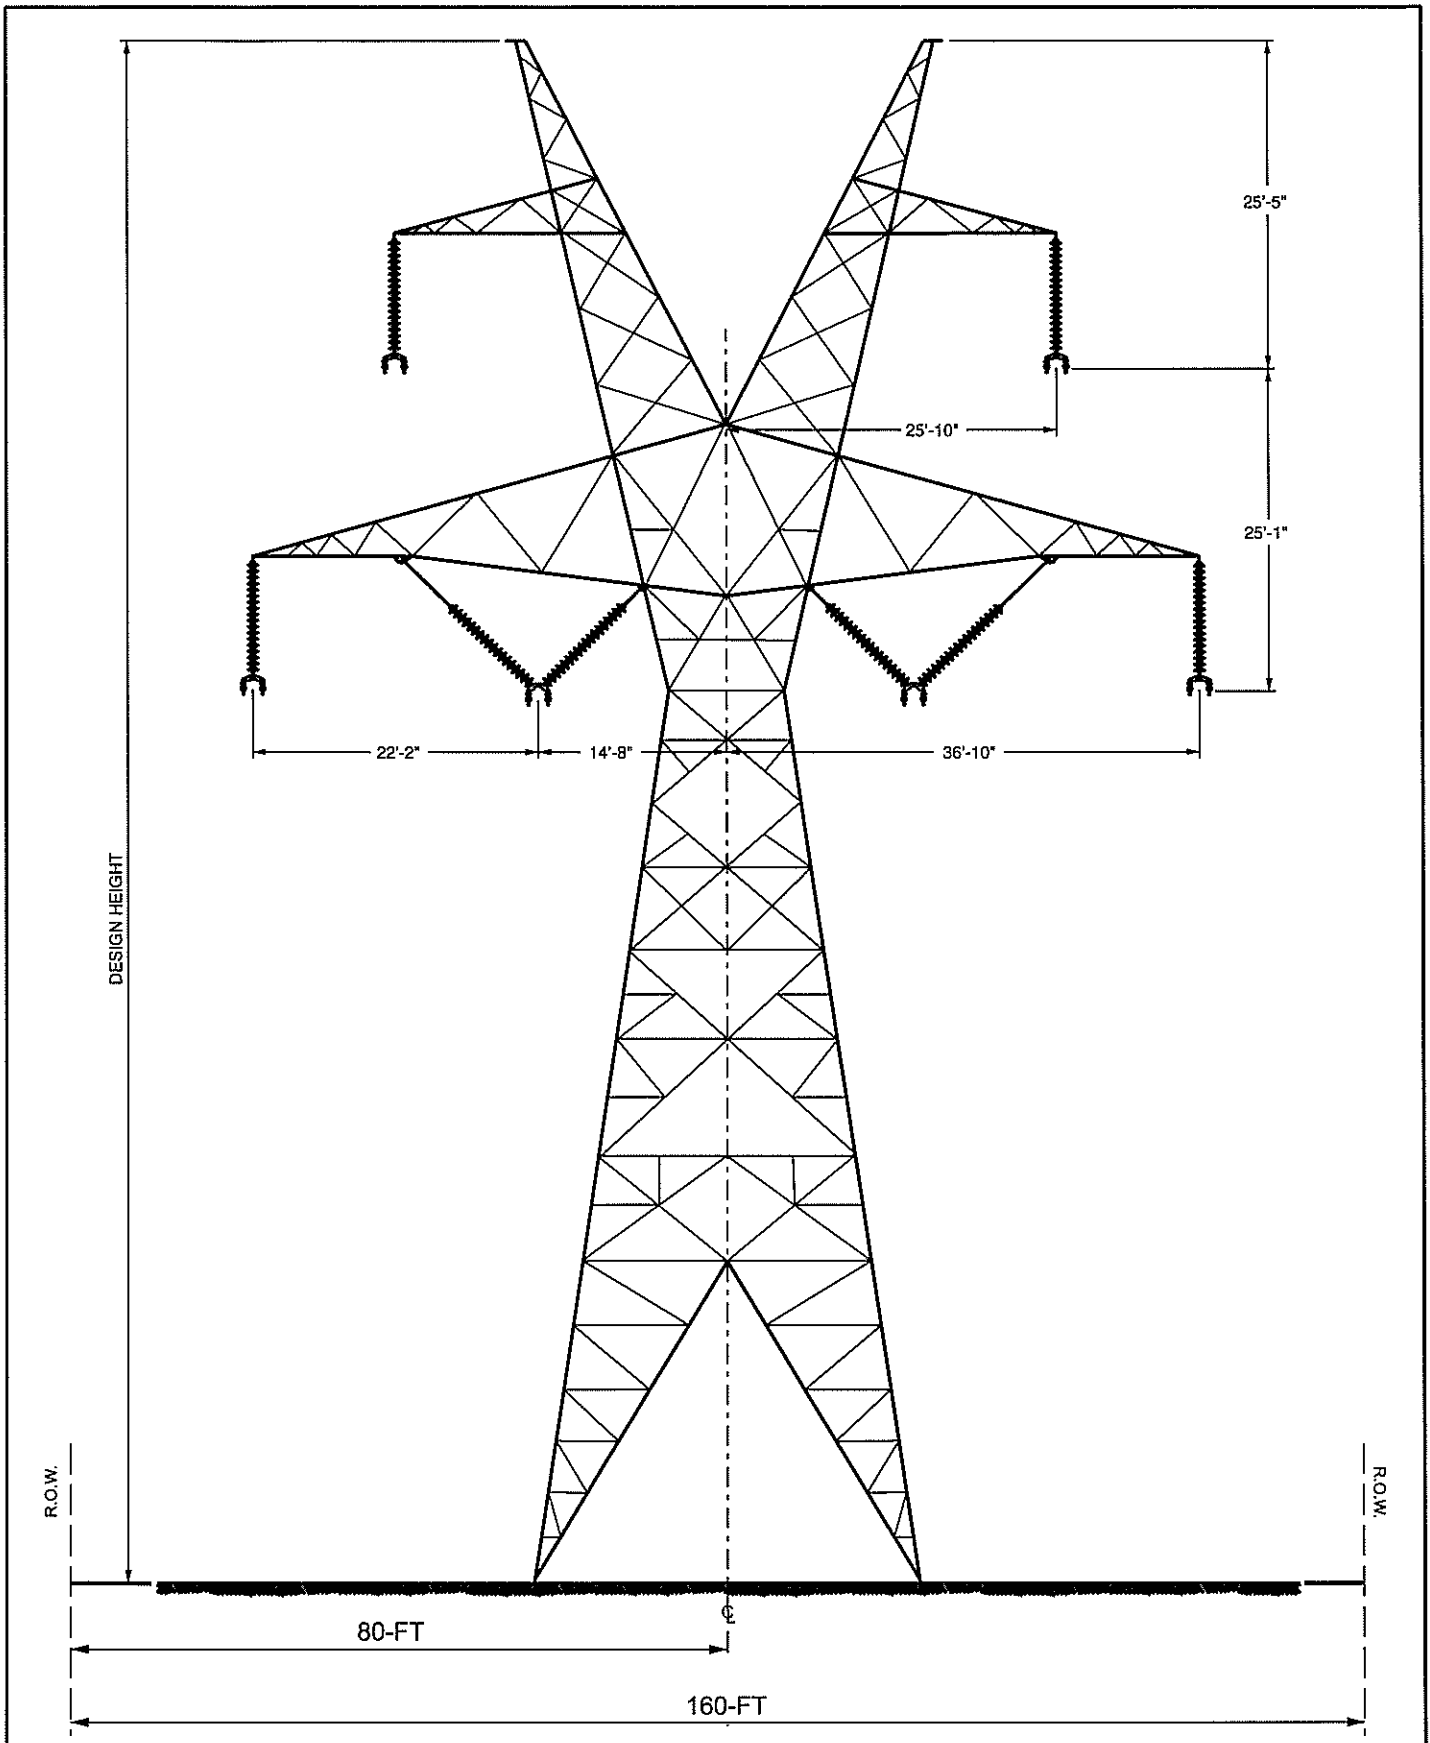 25'-5"
25'-10"
25'-1"
22'-2"
14'-8"
36'-10"
DESIGN HEIGHT
R.O.W.
R.O.W.
℄
80-FT
160-FT